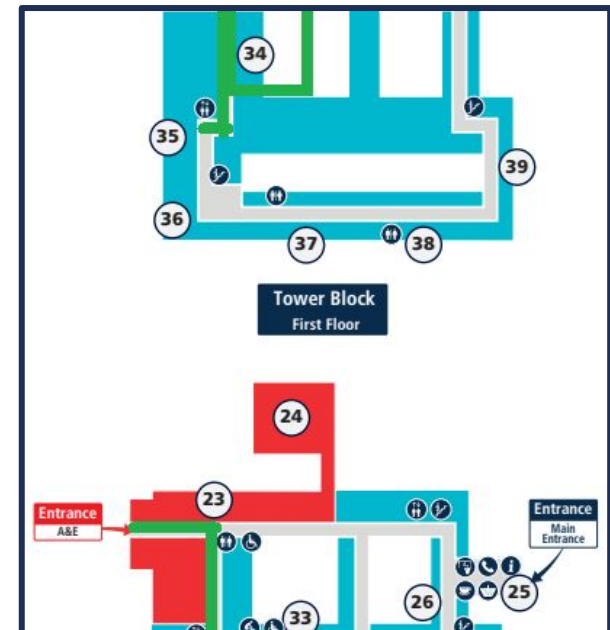 34
35
39
36
37
38
Tower Block
First Floor
24
23
Entrance
A&E
Entrance
Main
Entrance
25
26
33